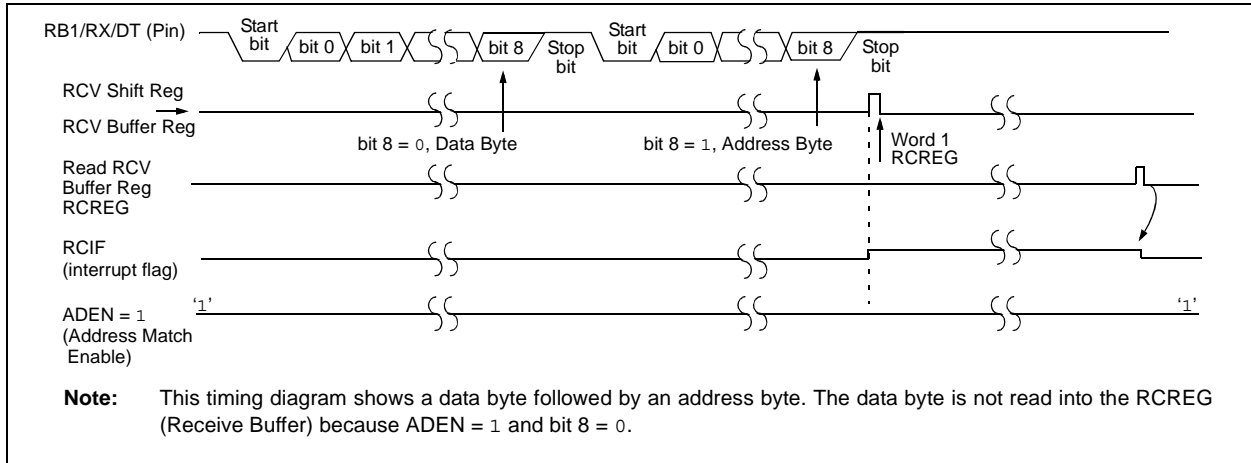 RB1/RX/DT (Pin)
Start
bit
bit 0
bit 1
bit 8
Stop
bit
Start
bit
bit 0
bit 8
Stop
bit
RCV Shift Reg
RCV Buffer Reg
bit 8 = 0, Data Byte
bit 8 = 1, Address Byte
Word 1
RCREG
Read RCV
Buffer Reg
RCREG
RCIF
(interrupt flag)
ADEN = 1
(Address Match
Enable)
‘1’
‘1’
Note: This timing diagram shows a data byte followed by an address byte. The data byte is not read into the RCREG
(Receive Buffer) because ADEN = 1 and bit 8 = 0.